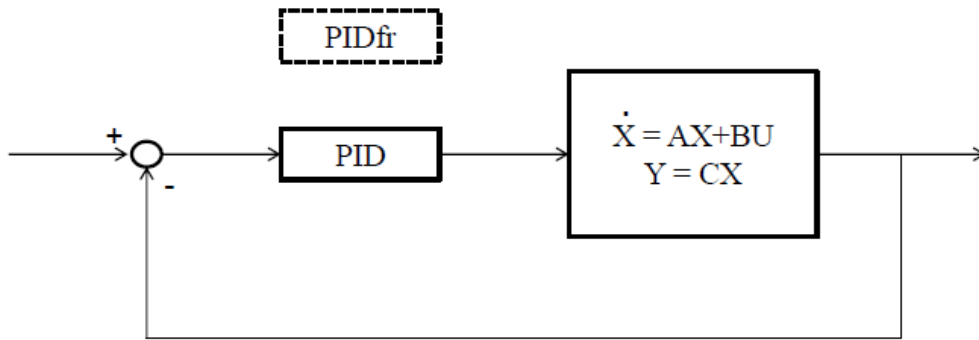 PIDfr
+
PID
Ẋ = AX+BU
Y = CX
-